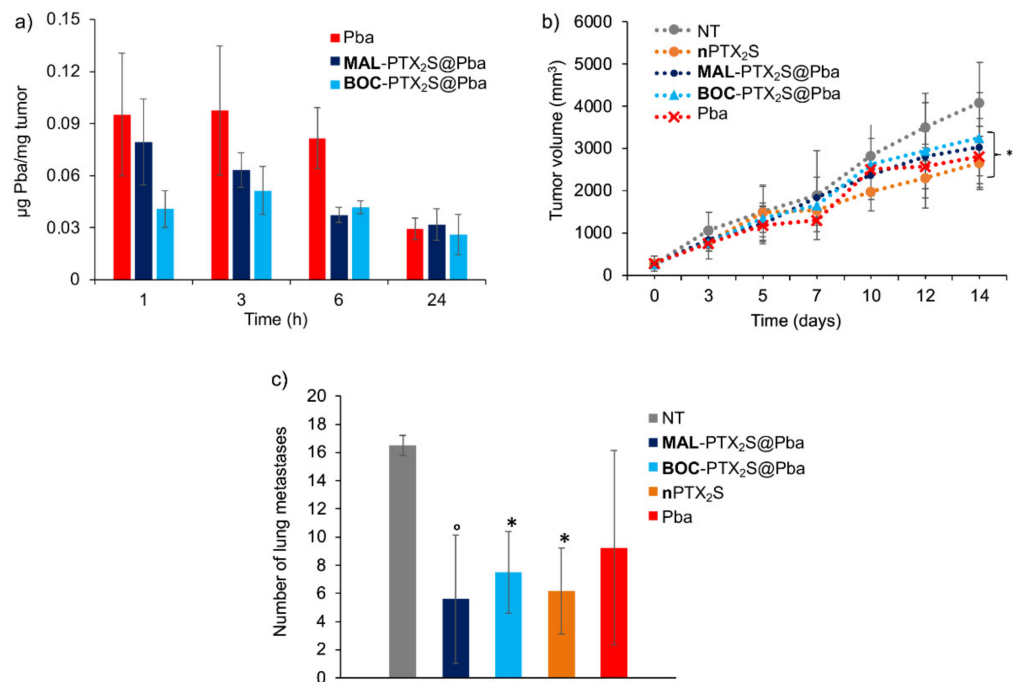 a)
0.15
0.12
0.09
0.06
0.03
0
µg Pba/mg tumor
Pba
MAL-PTX₂S@Pba
BOC-PTX₂S@Pba
1 3 6 24
Time (h)
b)
6000
5000
4000
3000
2000
1000
0
Tumor volume (mm³)
NT
nPTX₂S
MAL-PTX₂S@Pba
BOC-PTX₂S@Pba
Pba
*
0 3 5 7 10 12 14
Time (days)
c)
20
18
16
14
12
10
8
6
4
2
0
Number of lung metastases
° * *
NT
MAL-PTX₂S@Pba
BOC-PTX₂S@Pba
nPTX₂S
Pba